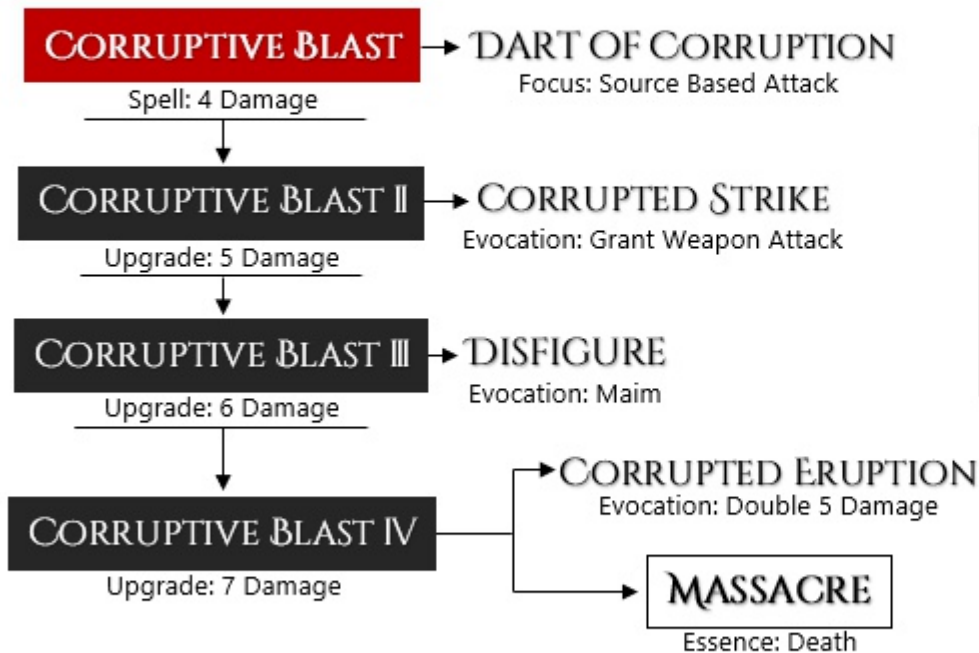 Corruptive Blast
Dart of Corruption
Spell: 4 Damage
Focus: Source Based Attack
Corruptive Blast II
Corrupted Strike
Upgrade: 5 Damage
Evocation: Grant Weapon Attack
Corruptive Blast III
Disfigure
Upgrade: 6 Damage
Evocation: Maim
Corruptive Blast IV
Corrupted Eruption
Evocation: Double 5 Damage
Upgrade: 7 Damage
Massacre
Essence: Death